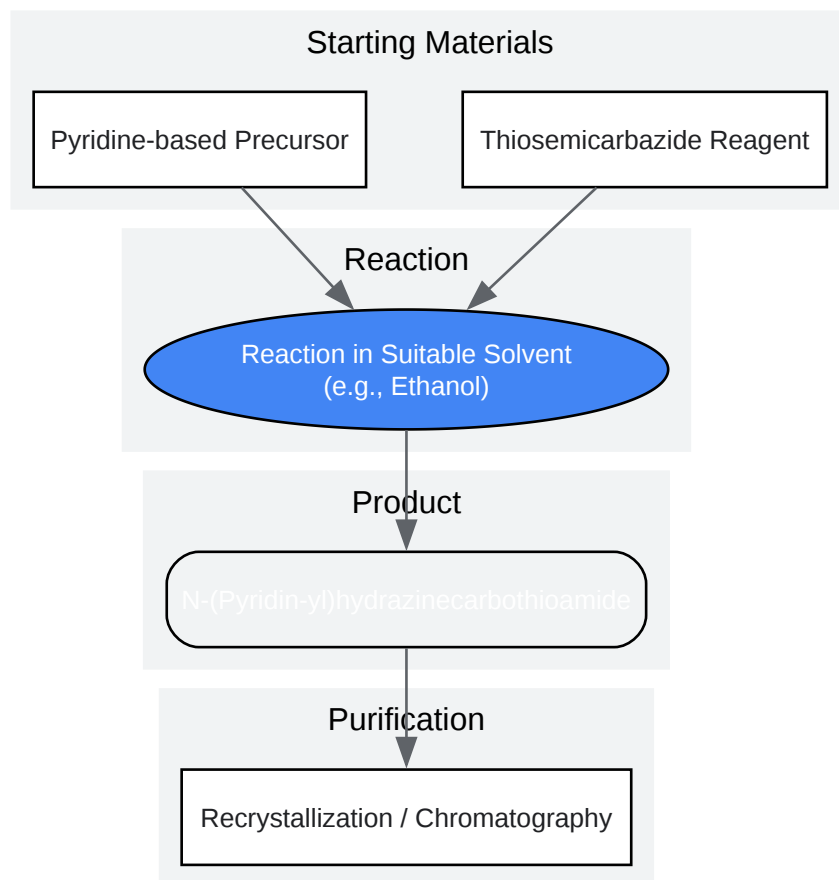 Starting Materials
Pyridine-based Precursor
Thiosemicarbazide Reagent
Reaction
Reaction in Suitable Solvent
(e.g., Ethanol)
Product
N-(Pyridin-yl)hydrazinecarbothioamide
Purification
Recrystallization / Chromatography